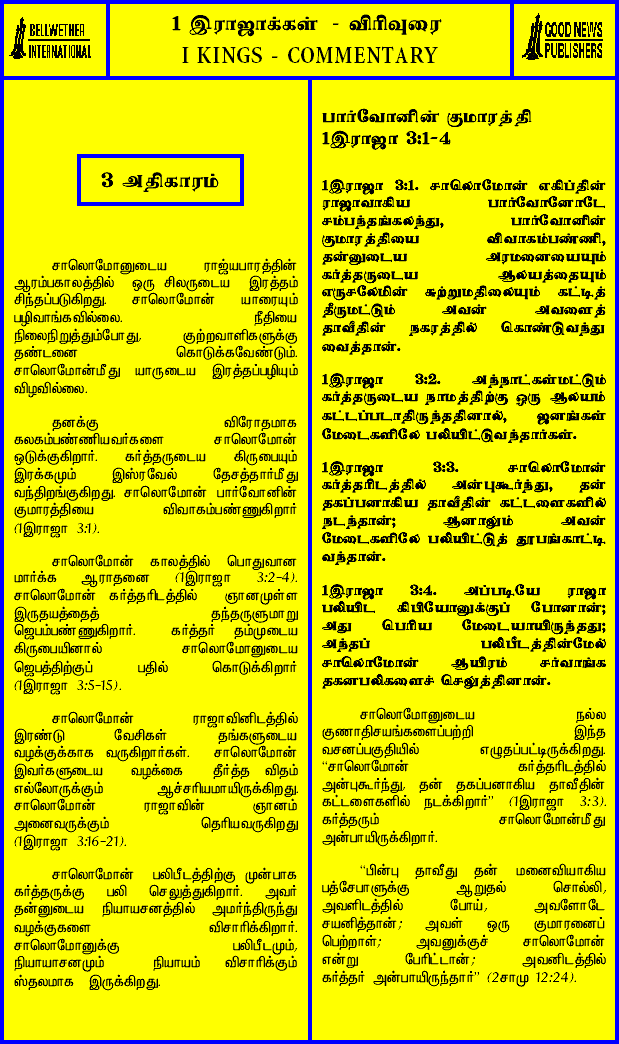 BELLWETHER
INTERNATIONAL
1 இராஜாக்கள் - விரிவுரை
I KINGS - COMMENTARY
GOOD NEWS
PUBLISHERS
3 அதிகாரம்
சாலொமோனுடைய ராஜ்யபாரத்தின்
ஆரம்பகாலத்தில் ஒரு சிலருடைய இரத்தம்
சிந்தப்படுகிறது. சாலொமோன் யாரையும்
பழிவாங்கவில்லை. நீதியை
நிலைநிறுத்தும்போது, குற்றவாளிகளுக்கு
தண்டனை கொடுக்கவேண்டும்.
சாலொமோன்மீது யாருடைய இரத்தப்பழியும்
விழவில்லை.
தனக்கு விரோதமாக
கலகம்பண்ணியவர்களை சாலொமோன்
ஒடுக்குகிறார். கர்த்தருடைய கிருபையும்
இரக்கமும் இஸ்ரவேல் தேசத்தார்மீது
வந்திறங்குகிறது. சாலொமோன் பார்வோனின்
குமாரத்தியை விவாகம்பண்ணுகிறார்
(1இராஜா 3:1).
சாலொமோன் காலத்தில் பொதுவான
மார்க்க ஆராதனை (1இராஜா 3:2-4).
சாலொமோன் கர்த்தரிடத்தில் ஞானமுள்ள
இருதயத்தைத் தந்தருளுமாறு
ஜெபம்பண்ணுகிறார். கர்த்தர் தம்முடைய
கிருபையினால் சாலொமோனுடைய
ஜெபத்திற்குப் பதில் கொடுக்கிறார்
(1இராஜா 3:5-15).
சாலொமோன் ராஜாவினிடத்தில்
இரண்டு வேசிகள் தங்களுடைய
வழக்குக்காக வருகிறார்கள். சாலொமோன்
இவர்களுடைய வழக்கை தீர்த்த விதம்
எல்லோருக்கும் ஆச்சரியமாயிருக்கிறது.
சாலொமோன் ராஜாவின் ஞானம்
அனைவருக்கும் தெரியவருகிறது
(1இராஜா 3:16-21).
சாலொமோன் பலிபீடத்திற்கு முன்பாக
கர்த்தருக்கு பலி செலுத்துகிறார். அவர்
தன்னுடைய நியாயசனத்தில் அமர்ந்திருந்து
வழக்குகளை விசாரிக்கிறார்.
சாலொமோனுக்கு பலிபீடமும்,
நியாயாசனமும் நியாயம் விசாரிக்கும்
ஸ்தலமாக இருக்கிறது.
பார்வோனின் குமாரத்தி
1இராஜா 3:1-4
1இராஜா 3:1. சாலொமோன் எகிப்தின்
ராஜாவாகிய பார்வோனோடே
சம்பந்தங்கலந்து, பார்வோனின்
குமாரத்தியை விவாகம்பண்ணி,
தன்னுடைய அரமனையையும்
கர்த்தருடைய ஆலயத்தையும்
எருசலேமின் சுற்றுமதிலையும் கட்டித்
தீருமட்டும் அவன் அவளைத்
தாவீதின் நகரத்தில் கொண்டுவந்து
வைத்தான்.
1இராஜா 3:2. அந்நாட்கள்மட்டும்
கர்த்தருடைய நாமத்திற்கு ஒரு ஆலயம்
கட்டப்படாதிருந்ததினால், ஜனங்கள்
மேடைகளிலே பலியிட்டுவந்தார்கள்.
1இராஜா 3:3. சாலொமோன்
கர்த்தரிடத்தில் அன்புகூர்ந்து, தன்
தகப்பனாகிய தாவீதின் கட்டளைகளில்
நடந்தான்; ஆனாலும் அவன்
மேடைகளிலே பலியிட்டுத் தூபங்காட்டி
வந்தான்.
1இராஜா 3:4. அப்படியே ராஜா
பலியிட கிபியோனுக்குப் போனான்;
அது பெரிய மேடையாயிருந்தது;
அந்தப் பலிபீடத்தின்மேல்
சாலொமோன் ஆயிரம் சர்வாங்க
தகனபலிகளைச் செலுத்தினான்.
சாலொமோனுடைய நல்ல
குணாதிசயங்களைப்பற்றி இந்த
வசனப்பகுதியில் எழுதப்பட்டிருக்கிறது.
“சாலொமோன் கர்த்தரிடத்தில்
அன்புகூர்ந்து, தன் தகப்பனாகிய தாவீதின்
கட்டளைகளில் நடக்கிறார்” (1இராஜா 3:3).
கர்த்தரும் சாலொமோன்மீது
அன்பாயிருக்கிறார்.
“பின்பு தாவீது தன் மனைவியாகிய
பத்சேபாளுக்கு ஆறுதல் சொல்லி,
அவளிடத்தில் போய், அவளோடே
சயனித்தான்; அவள் ஒரு குமாரனைப்
பெற்றாள்; அவனுக்குச் சாலொமோன்
என்று பேரிட்டான்; அவனிடத்தில்
கர்த்தர் அன்பாயிருந்தார்” (2சாமு 12:24).